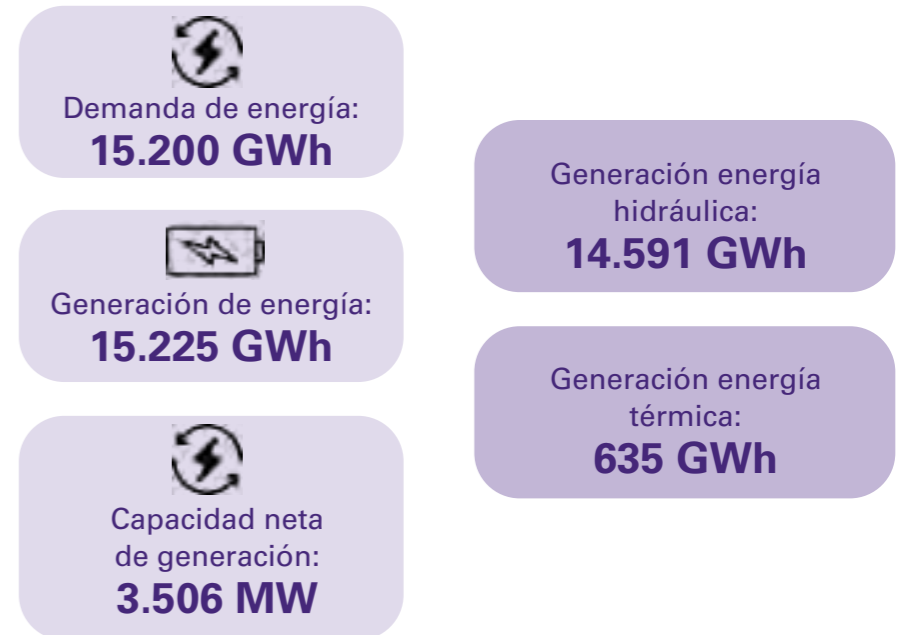 Demanda de energía:
15.200 GWh
Generación de energía:
15.225 GWh
Capacidad neta
de generación:
3.506 MW
Generación energía
hidráulica:
14.591 GWh
Generación energía
térmica:
635 GWh